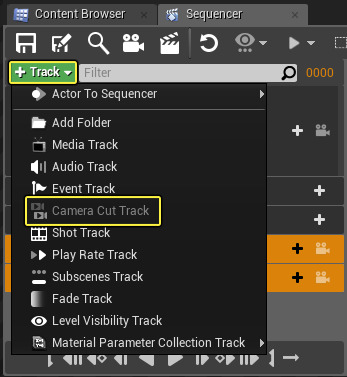 Content Browser
Sequencer
Track
Filter
0000
Actor To Sequencer
Add Folder
Media Track
Audio Track
Event Track
Camera Cut Track
Shot Track
Play Rate Track
Subscenes Track
Fade Track
Level Visibility Track
Material Parameter Collection Track